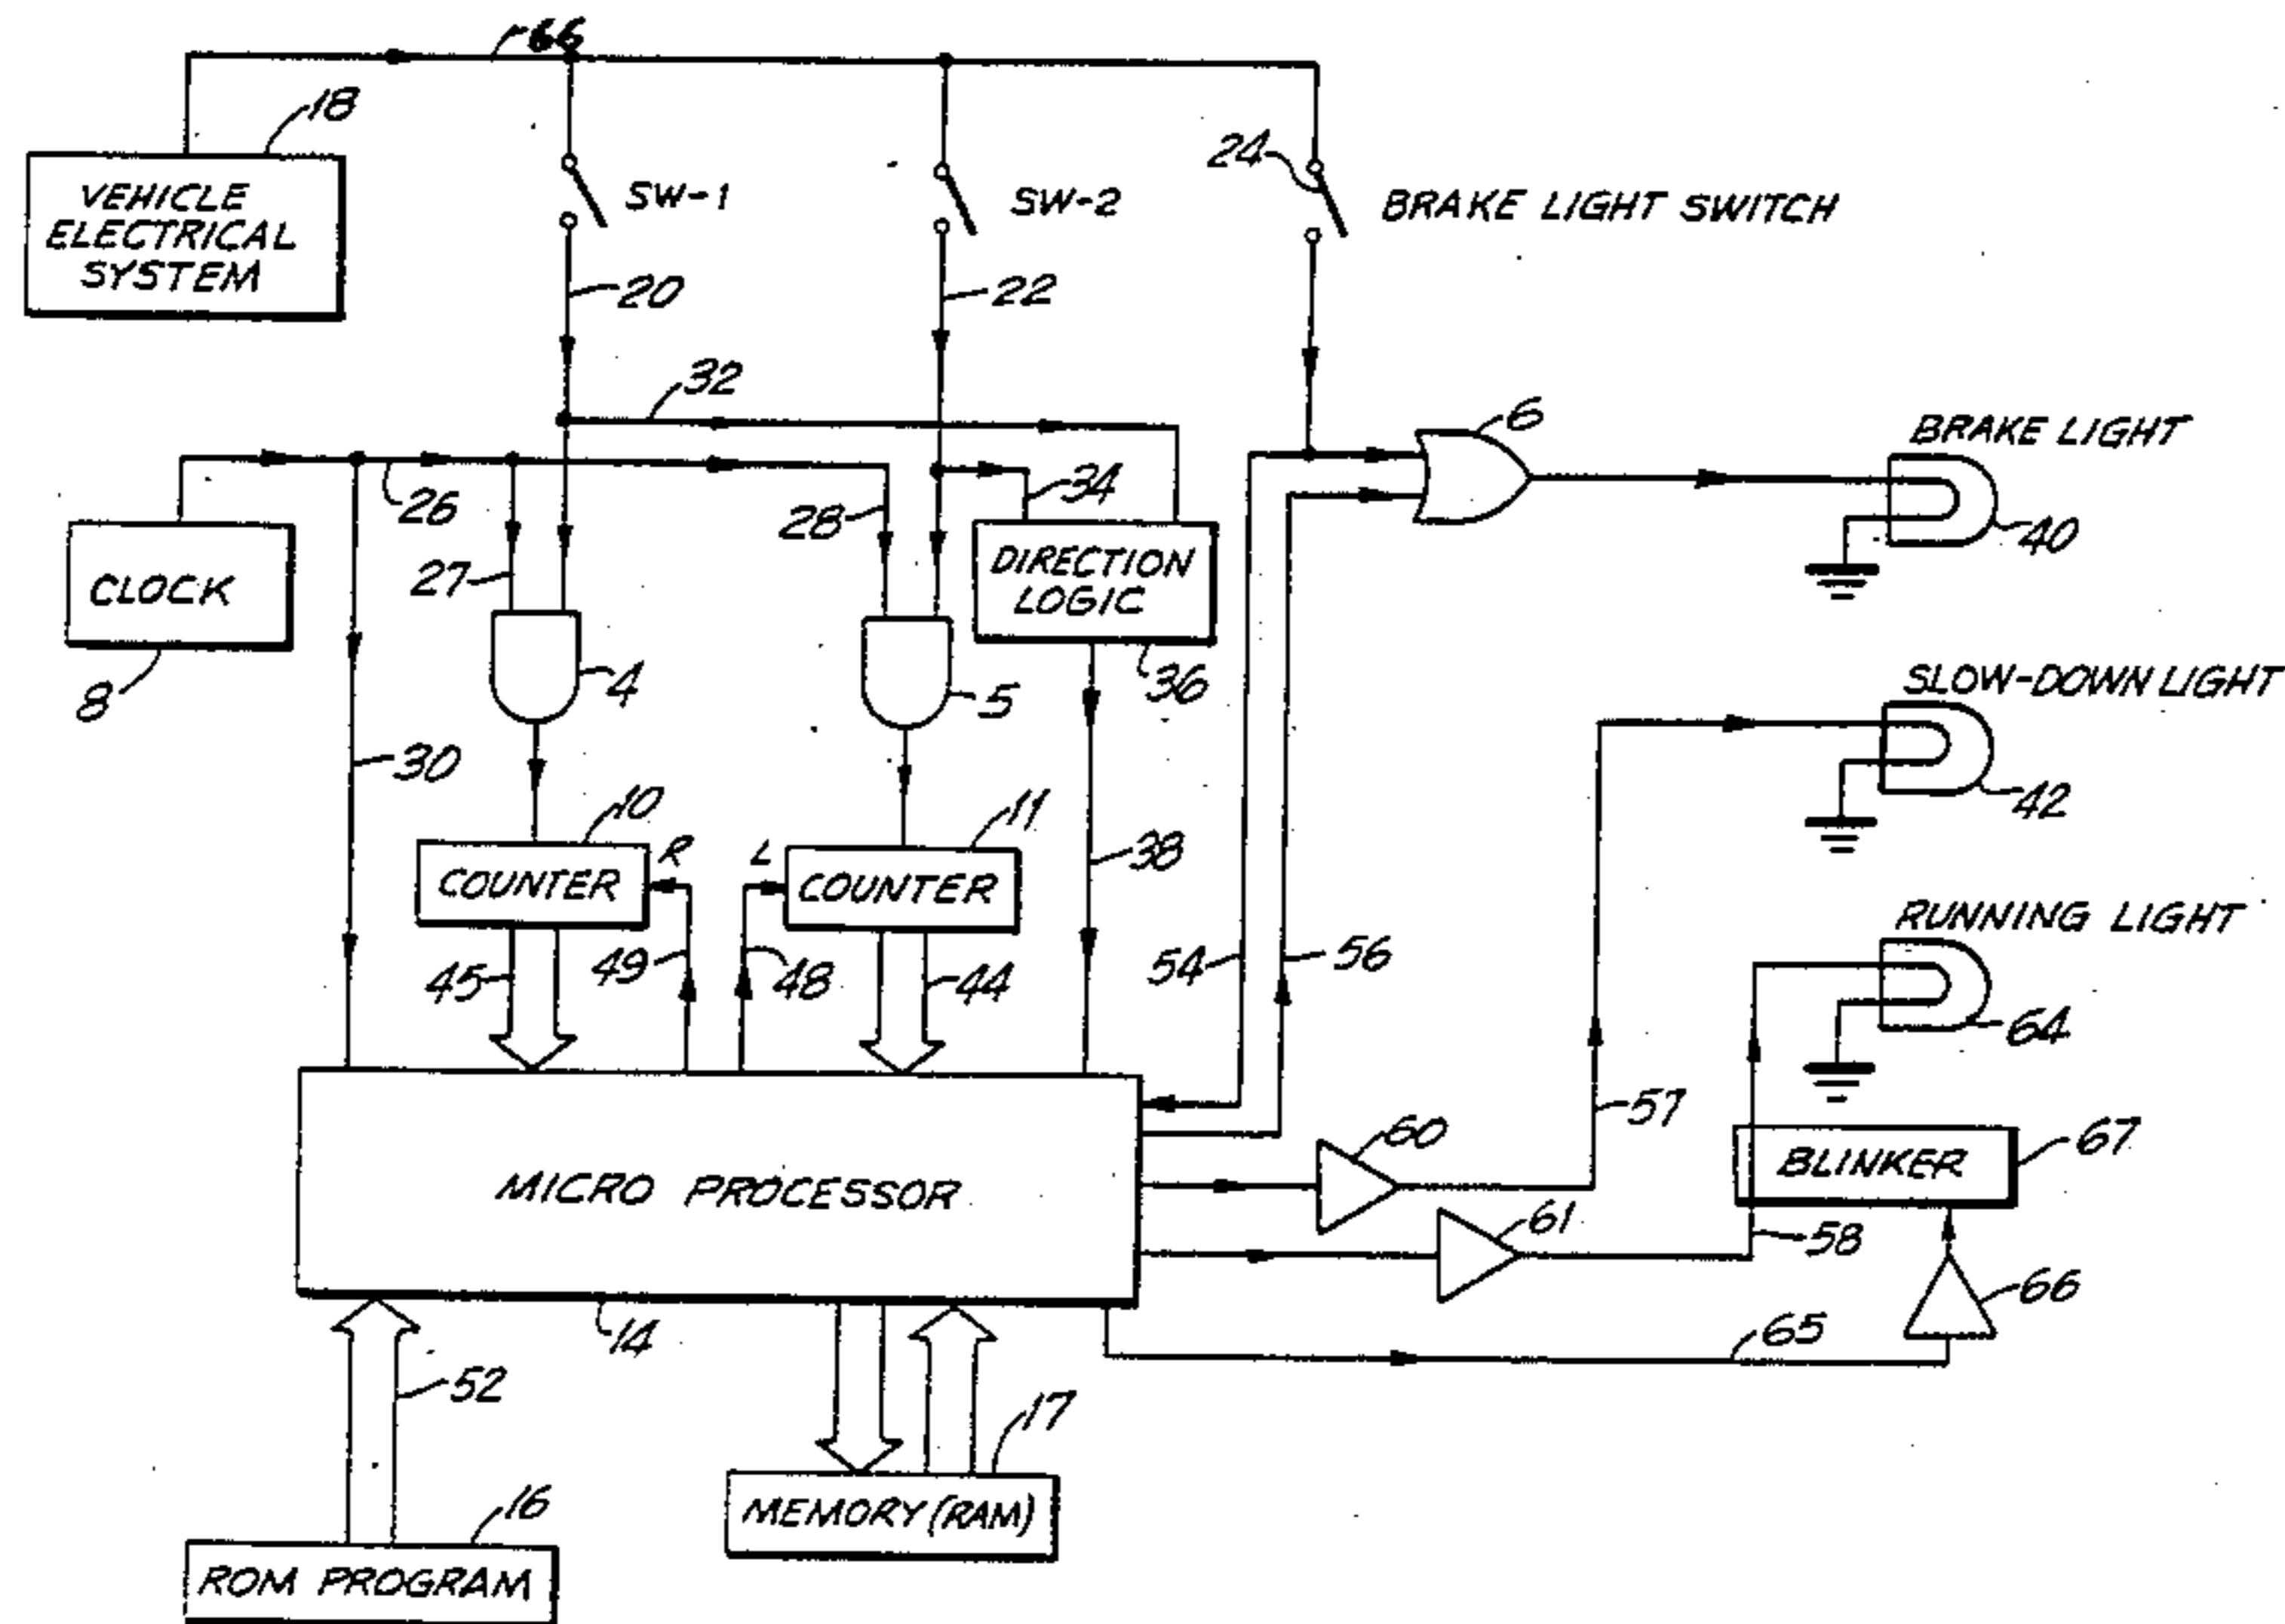 66
18
VEHICLE
ELECTRICAL
SYSTEM
SW-1
SW-2
24
BRAKE LIGHT SWITCH
20
22
32
6
BRAKE LIGHT
26
28
34
40
CLOCK
27
DIRECTION
LOGIC
8
4
5
36
SLOW-DOWN LIGHT
30
42
10
R
L
11
38
COUNTER
COUNTER
RUNNING LIGHT
45
49
48
44
54
56
64
57
60
BLINKER
67
MICRO PROCESSOR
61
58
66
14
65
52
17
16
MEMORY (RAM)
ROM PROGRAM